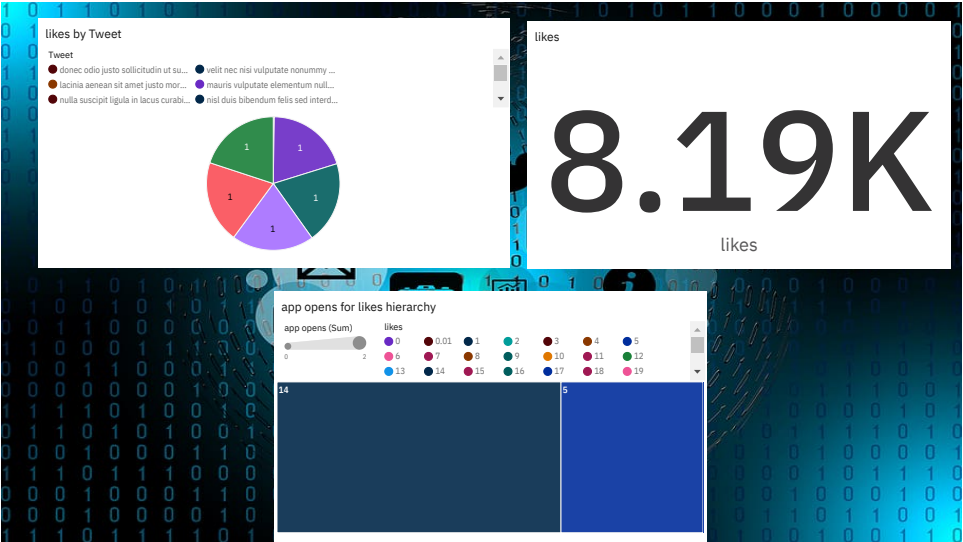 likes by Tweet
Tweet
donec odio justo sollicitudin ut su...
velit nec nisi vulputate nonummy ...
lacinia aenean sit amet justo mor...
mauris vulputate elementum null...
nulla suscipit ligula in lacus curabi...
nisl duis bibendum felis sed interd...
1
1
1
1
1
likes
8.19K
likes
app opens for likes hierarchy
app opens (Sum)
0
2
likes
0 0.01 1 2 3 4 5
6 7 8 9 10 11 12
13 14 15 16 17 18 19
14
5